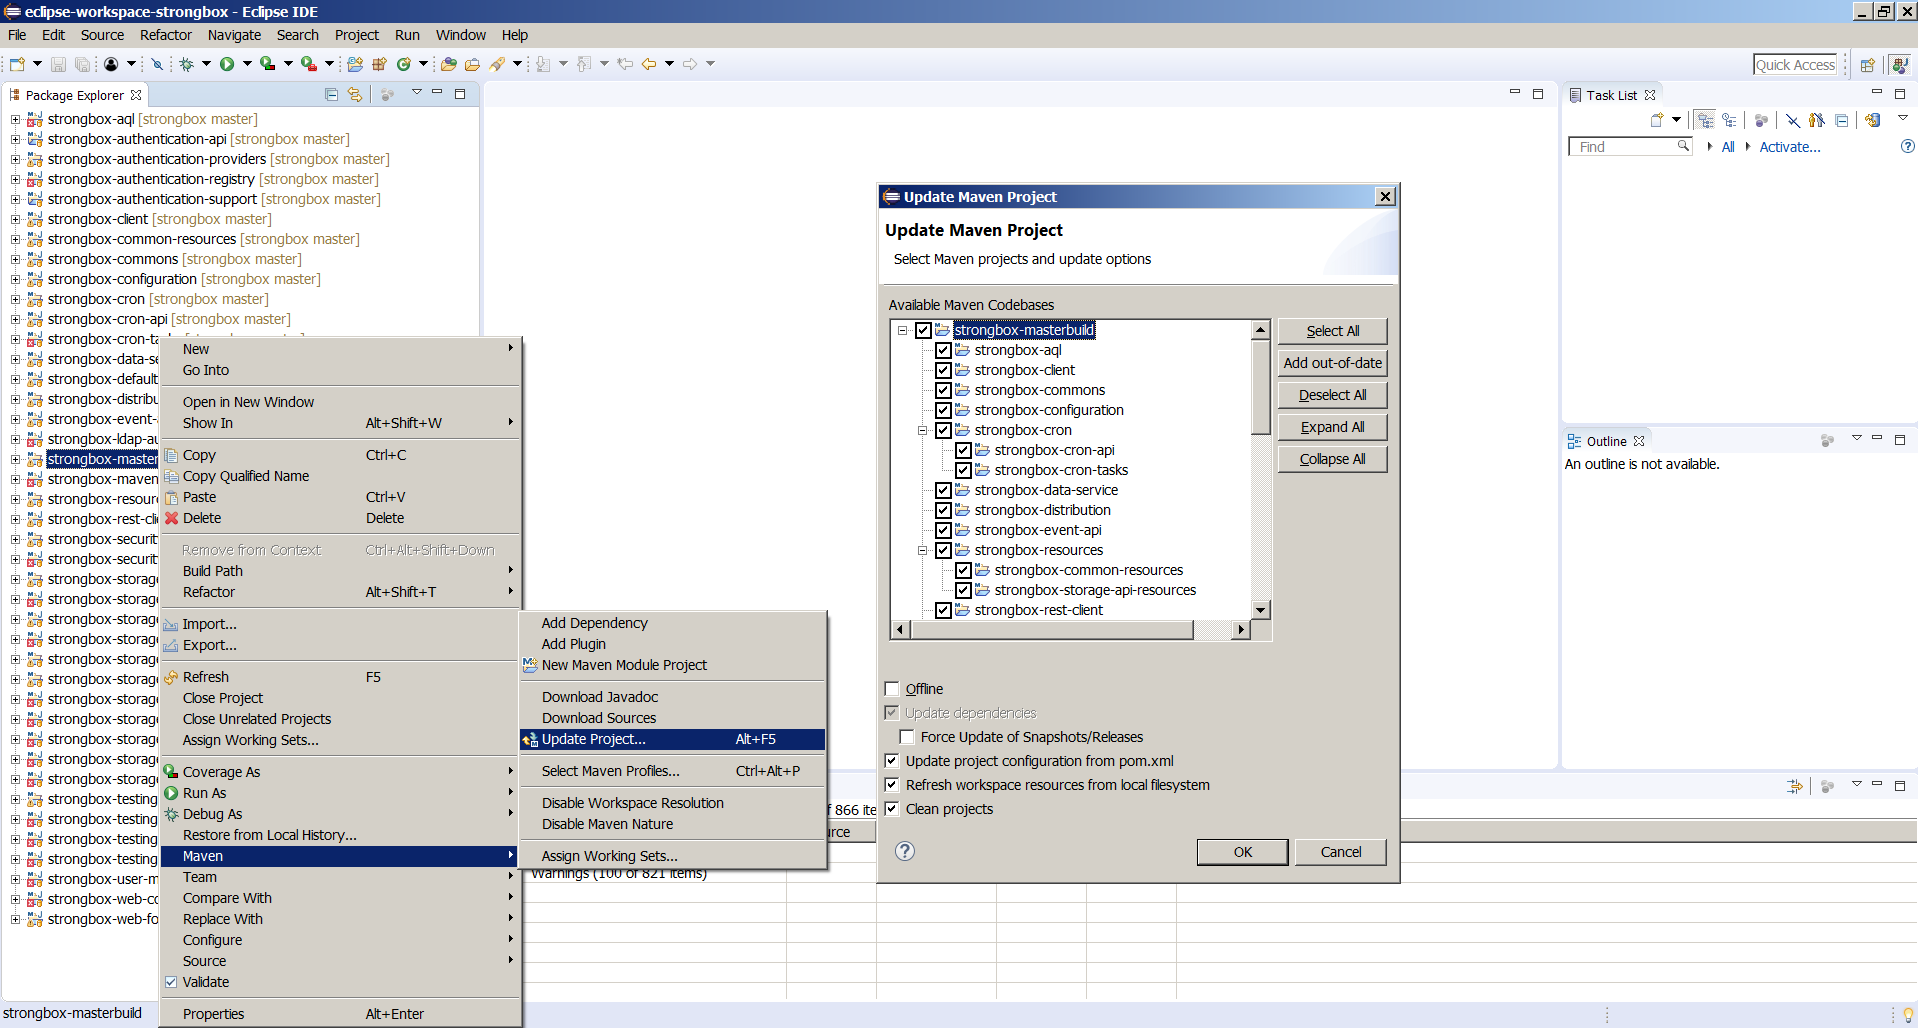 eclipse-workspace-strongbox - Eclipse IDE
File Edit Source Refactor Navigate Search Project Run Window Help
Quick Access
Package Explorer
strongbox-aql [strongbox master]
strongbox-authentication-api [strongbox master]
strongbox-authentication-providers [strongbox master]
strongbox-authentication-registry [strongbox master]
strongbox-authentication-support [strongbox master]
strongbox-client [strongbox master]
strongbox-common-resources [strongbox master]
strongbox-commons [strongbox master]
strongbox-configuration [strongbox master]
strongbox-cron [strongbox master]
strongbox-cron-api [strongbox master]
strongbox-cron-ta
strongbox-data-se
strongbox-default
strongbox-distribu
strongbox-event-
strongbox-ldap-au
strongbox-master
strongbox-maven
strongbox-resour
strongbox-rest-cli
strongbox-securit
strongbox-securit
strongbox-storag
strongbox-storage
strongbox-storage
strongbox-storage
strongbox-storage
strongbox-storage
strongbox-storage
strongbox-storage
strongbox-storage
strongbox-storage
strongbox-storage
strongbox-testing
strongbox-testing
strongbox-testing
strongbox-testing
strongbox-user-m
strongbox-web-co
strongbox-web-fo
New
Go Into
Open in New Window
Show In Alt+Shift+W
Copy Ctrl+C
Copy Qualified Name
Paste Ctrl+V
Delete Delete
Remove from Context Ctrl+Alt+Shift+Down
Build Path
Refactor Alt+Shift+T
Import...
Export...
Refresh F5
Close Project
Close Unrelated Projects
Assign Working Sets...
Coverage As
Run As
Debug As
Restore from Local History...
Maven
Team
Compare With
Replace With
Configure
Source
Validate
Properties Alt+Enter
Add Dependency
Add Plugin
New Maven Module Project
Download Javadoc
Download Sources
Update Project... Alt+F5
Select Maven Profiles... Ctrl+Alt+P
Disable Workspace Resolution
Disable Maven Nature
Assign Working Sets...
f 866 ite
urce
Warnings (100 of 821 items)
Update Maven Project
Update Maven Project
Select Maven projects and update options
Available Maven Codebases
strongbox-masterbuild
strongbox-aql
strongbox-client
strongbox-commons
strongbox-configuration
strongbox-cron
strongbox-cron-api
strongbox-cron-tasks
strongbox-data-service
strongbox-distribution
strongbox-event-api
strongbox-resources
strongbox-common-resources
strongbox-storage-api-resources
strongbox-rest-client
Select All
Add out-of-date
Deselect All
Expand All
Collapse All
Offline
Update dependencies
Force Update of Snapshots/Releases
Update project configuration from pom.xml
Refresh workspace resources from local filesystem
Clean projects
OK Cancel
Task List
Find All Activate...
Outline
An outline is not available.
strongbox-masterbuild